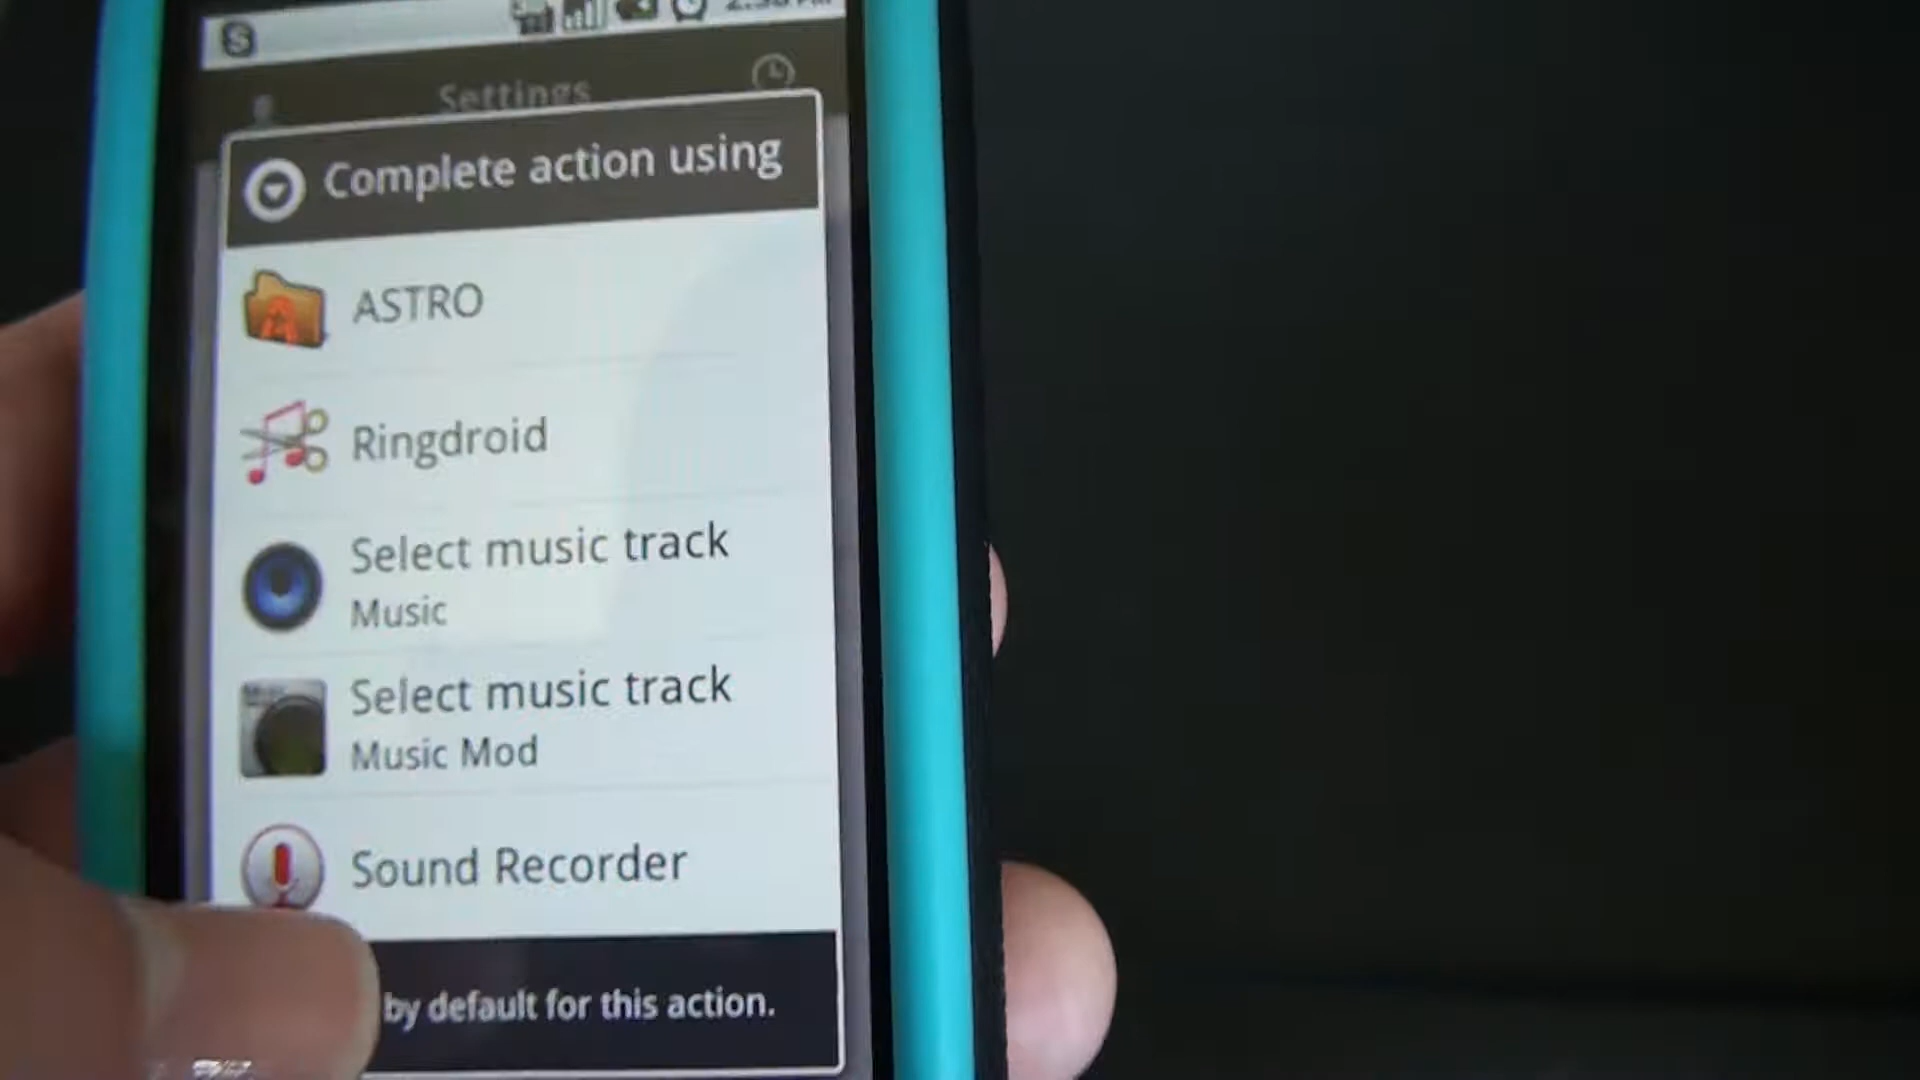 Settings
Complete action using
ASTRO
Ringdroid
Select music track
Music
Select music track
Music Mod
Sound Recorder
by default for this action.